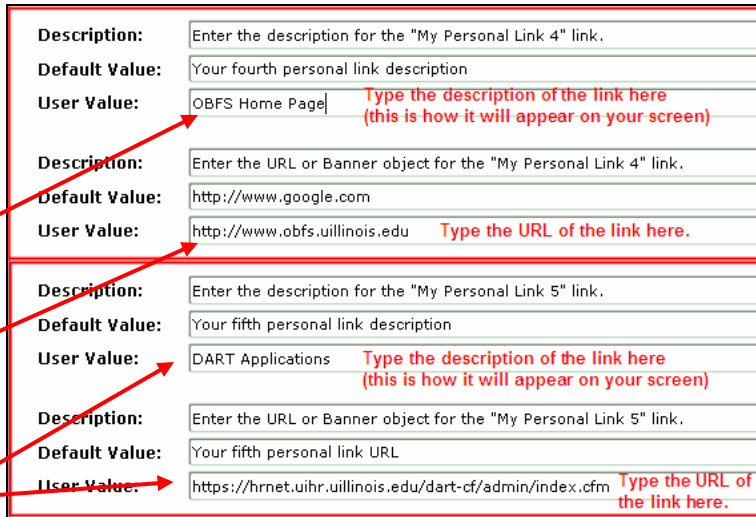 Description: Enter the description for the "My Personal Link 4" link.
Default Value: Your fourth personal link description
User Value: OBFS Home Page Type the description of the link here
(this is how it will appear on your screen)
Description: Enter the URL or Banner object for the "My Personal Link 4" link.
Default Value: http://www.google.com
User Value: http://www.obfs.uillinois.edu Type the URL of the link here.
Description: Enter the description for the "My Personal Link 5" link.
Default Value: Your fifth personal link description
User Value: DART Applications Type the description of the link here
(this is how it will appear on your screen)
Description: Enter the URL or Banner object for the "My Personal Link 5" link.
Default Value: Your fifth personal link URL
User Value: https://hrnet.uihr.uillinois.edu/dart-cf/admin/index.cfm Type the URL of
the link here.